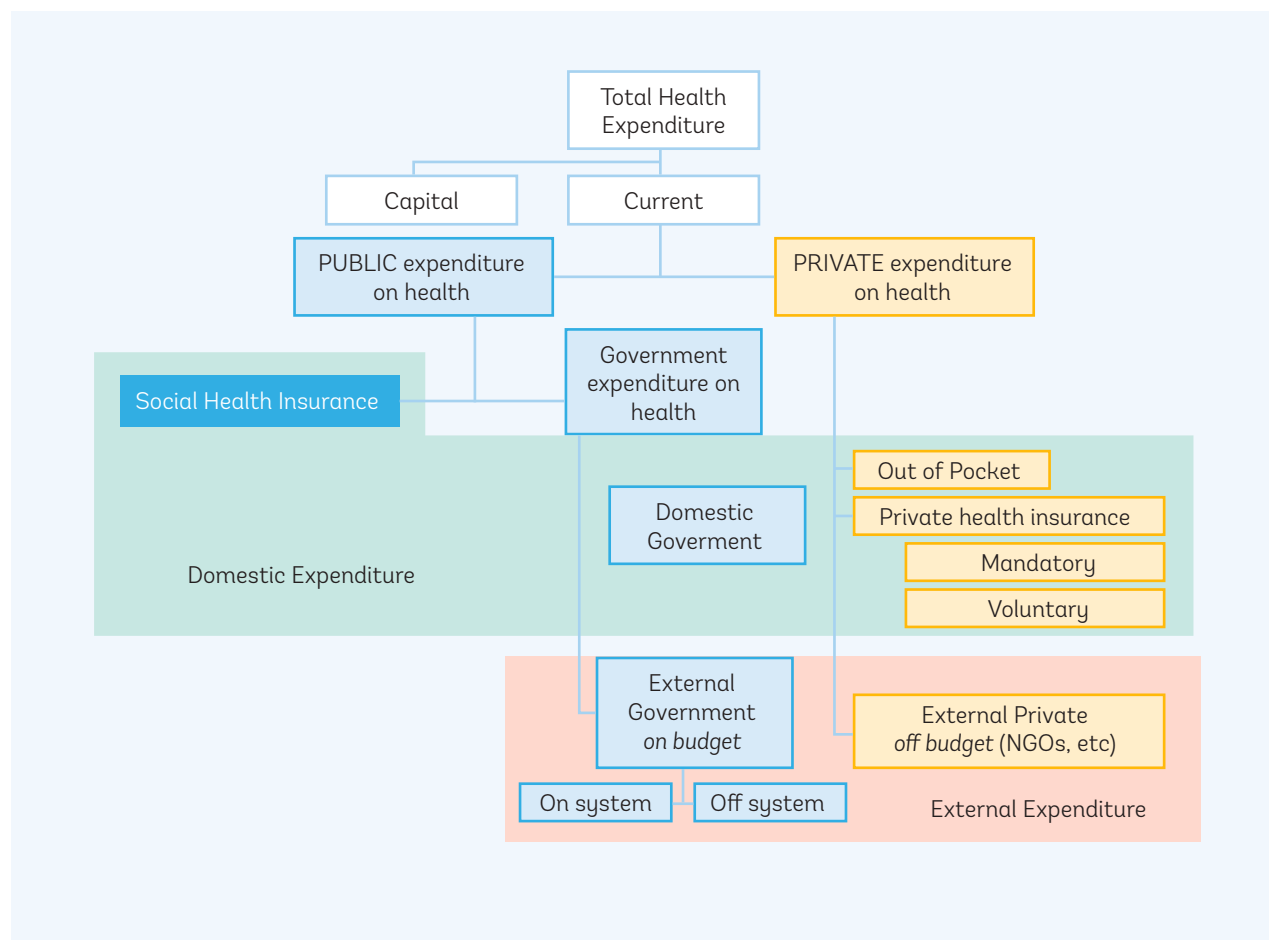 Total Health
Expenditure
Capital
Current
PUBLIC expenditure
on health
PRIVATE expenditure
on health
Government
expenditure on
health
Social Health Insurance
Out of Pocket
Private health insurance
Mandatory
Voluntary
Domestic
Goverment
Domestic Expenditure
External
Government
on budget
External Private
off budget (NGOs, etc)
On system
Off system
External Expenditure